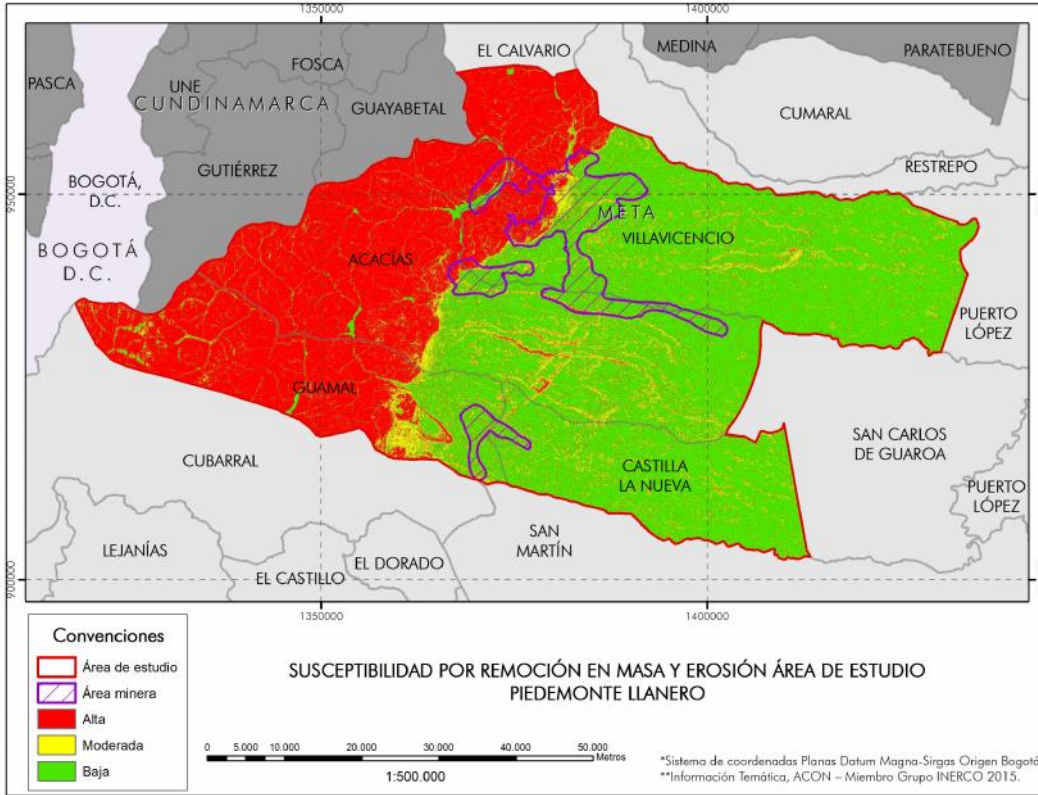 1350000
1400000
EL CALVARIO
MEDINA
PARATEBUENO
FOSCA
PASCA
UNE
CUNDINAMARCA
GUAYABETAL
CUMARAL
GUTIÉRREZ
RESTREPO
BOGOTÁ,
D.C.
9500000
META
VILLAVICENCIO
BOGOTÁ
D.C.
ACACÍAS
PUERTO
LÓPEZ
GUAMAL
SAN CARLOS
DE GUAROA
CUBARRAL
CASTILLA
LA NUEVA
PUERTO
LÓPEZ
SAN
MARTÍN
LEJANÍAS
EL DORADO
EL CASTILLO
900000
1350000
1400000
Convenciones
Área de estudio
Área minera
Alta
Moderada
Baja
SUSCEPTIBILIDAD POR REMOCIÓN EN MASA Y EROSIÓN ÁREA DE ESTUDIO
PIEDEMONTE LLANERO
0 5.000 10.000 20.000 30.000 40.000 50.000
Metros
1:500.000
*Sistema de coordenadas Planas Datum Magna-Sirgas Origen Bogotá
**Información Temática, ACON – Miembro Grupo INERCO 2015.